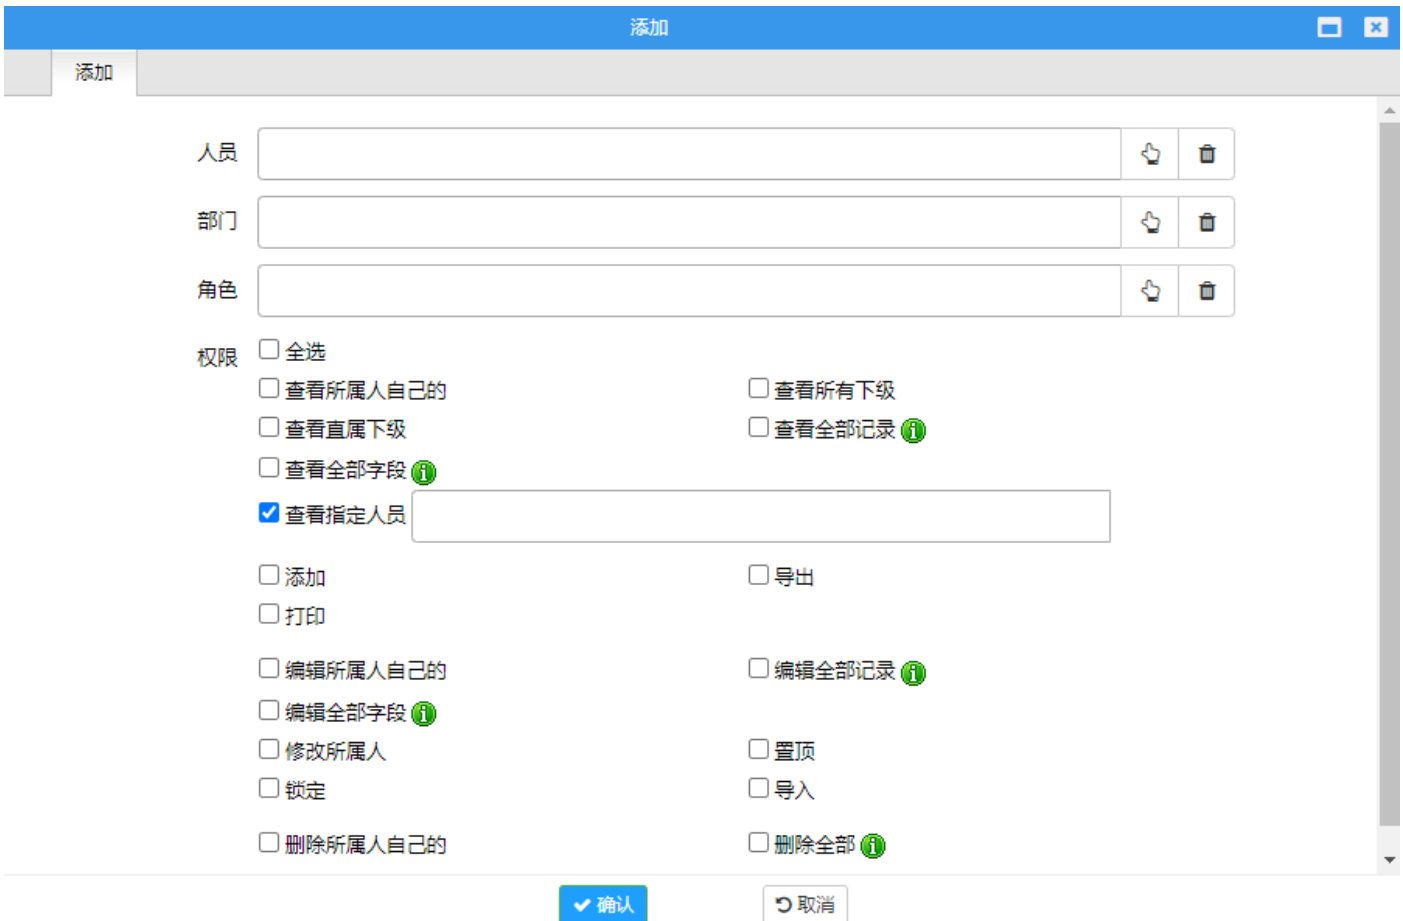 添加
添加
人员
部门
角色
权限 全选
查看所属人自己的 查看所有下级
查看直属下级 查看全部记录
查看全部字段
查看指定人员
添加 导出
打印
编辑所属人自己的 编辑全部记录
编辑全部字段
修改所属人 置顶
锁定 导入
删除所属人自己的 删除全部
确认 取消